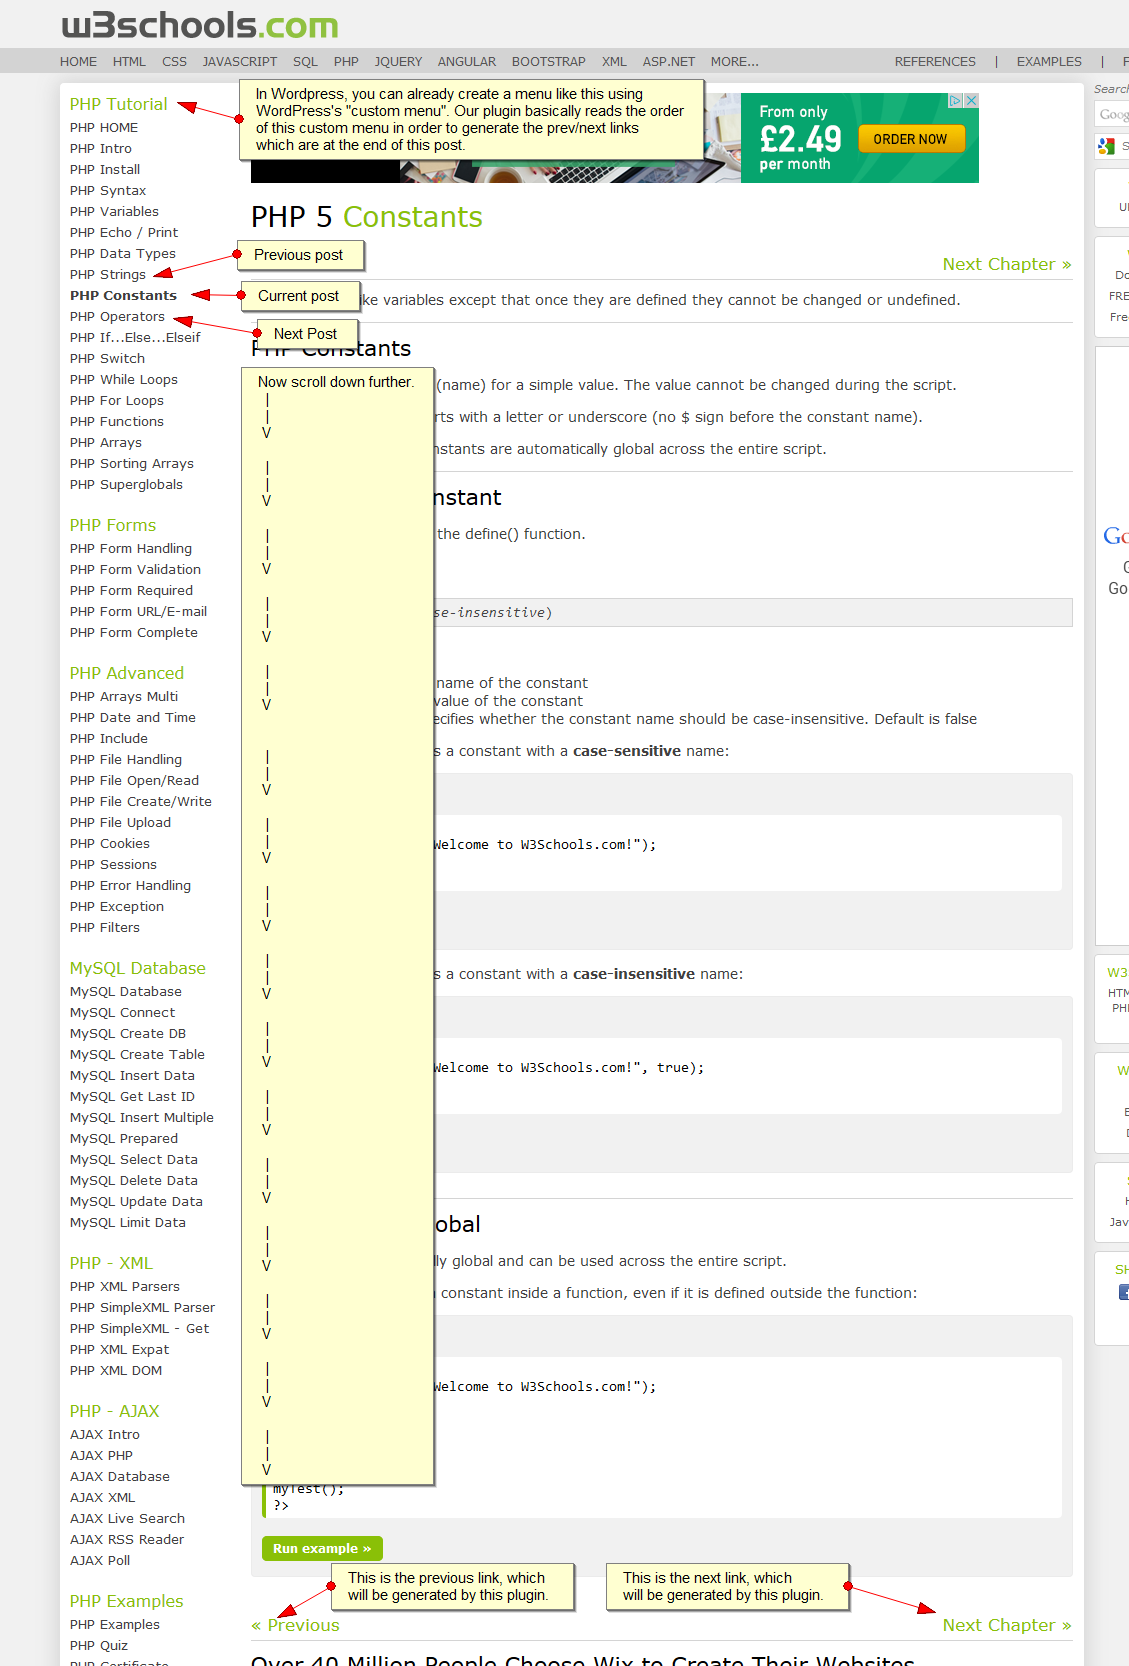 w3schools.com
HOME HTML CSS JAVASCRIPT SQL PHP JQUERY ANGULAR BOOTSTRAP XML ASP.NET MORE... REFERENCES | EXAMPLES |
PHP Tutorial
PHP HOME
PHP Intro
PHP Install
PHP Syntax
PHP Variables
PHP Echo / Print
PHP Data Types
PHP Strings
PHP Constants
PHP Operators
PHP If...Else...Elseif
PHP Switch
PHP While Loops
PHP For Loops
PHP Functions
PHP Arrays
PHP Sorting Arrays
PHP Superglobals
PHP Forms
PHP Form Handling
PHP Form Validation
PHP Form Required
PHP Form URL/E-mail
PHP Form Complete
PHP Advanced
PHP Arrays Multi
PHP Date and Time
PHP Include
PHP File Handling
PHP File Open/Read
PHP File Create/Write
PHP File Upload
PHP Cookies
PHP Sessions
PHP Error Handling
PHP Exception
PHP Filters
MySQL Database
MySQL Database
MySQL Connect
MySQL Create DB
MySQL Create Table
MySQL Insert Data
MySQL Get Last ID
MySQL Insert Multiple
MySQL Prepared
MySQL Select Data
MySQL Delete Data
MySQL Update Data
MySQL Limit Data
PHP - XML
PHP XML Parsers
PHP SimpleXML Parser
PHP SimpleXML - Get
PHP XML Expat
PHP XML DOM
PHP - AJAX
AJAX Intro
AJAX PHP
AJAX Database
AJAX XML
AJAX Live Search
AJAX RSS Reader
AJAX Poll
PHP Examples
PHP Examples
PHP Quiz
PHP Certificate
In Wordpress, you can already create a menu like this using
WordPress's "custom menu". Our plugin basically reads the order
of this custom menu in order to generate the prev/next links
which are at the end of this post.
From only
£2.49
per month
ORDER NOW
PHP 5 Constants
Previous post
Next Chapter »
Current post
ke variables except that once they are defined they cannot be changed or undefined.
Next Post
PHP Constants
Now scroll down further.
(name) for a simple value. The value cannot be changed during the script.
rts with a letter or underscore (no $ sign before the constant name).
nstants are automatically global across the entire script.
nstant
the define() function.
se-insensitive)
name of the constant
value of the constant
ecifies whether the constant name should be case-insensitive. Default is false
s a constant with a case-sensitive name:
Welcome to W3Schools.com!");
s a constant with a case-insensitive name:
Welcome to W3Schools.com!", true);
obal
lly global and can be used across the entire script.
constant inside a function, even if it is defined outside the function:
Welcome to W3Schools.com!");
myTest();
?>
Run example »
This is the previous link, which
will be generated by this plugin.
This is the next link, which
will be generated by this plugin.
« Previous
Next Chapter »
Over 40 Million People Choose Wix to Create Their Websites